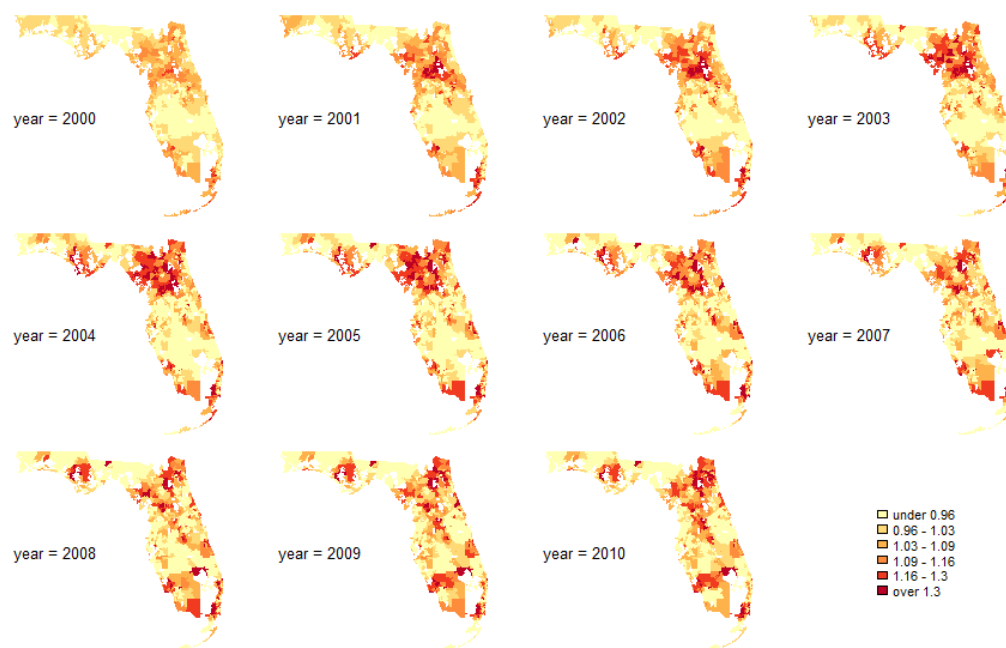 year = 2000
year = 2001
year = 2002
year = 2003
year = 2004
year = 2005
year = 2006
year = 2007
year = 2008
year = 2009
year = 2010
under 0.96
0.96 - 1.03
1.03 - 1.09
1.09 - 1.16
1.16 - 1.3
over 1.3